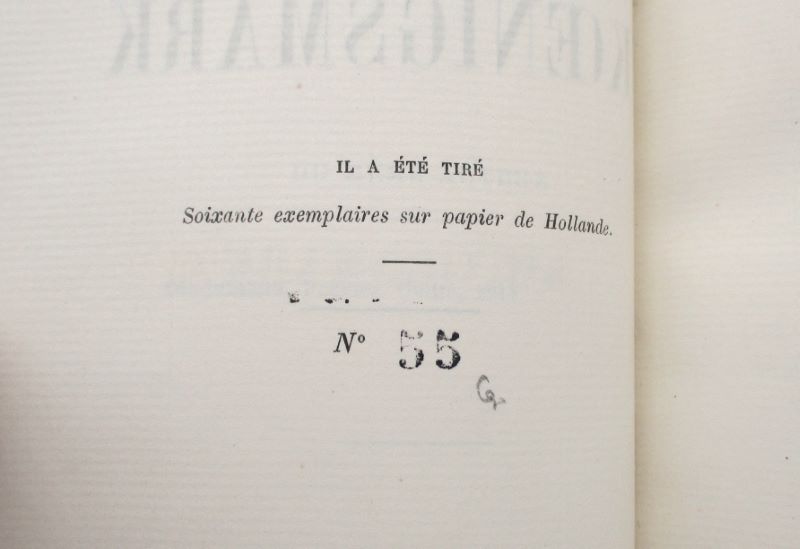 IL A ÉTÉ TIRÉ
Soixante exemplaires sur papier de Hollande.
Nº 55